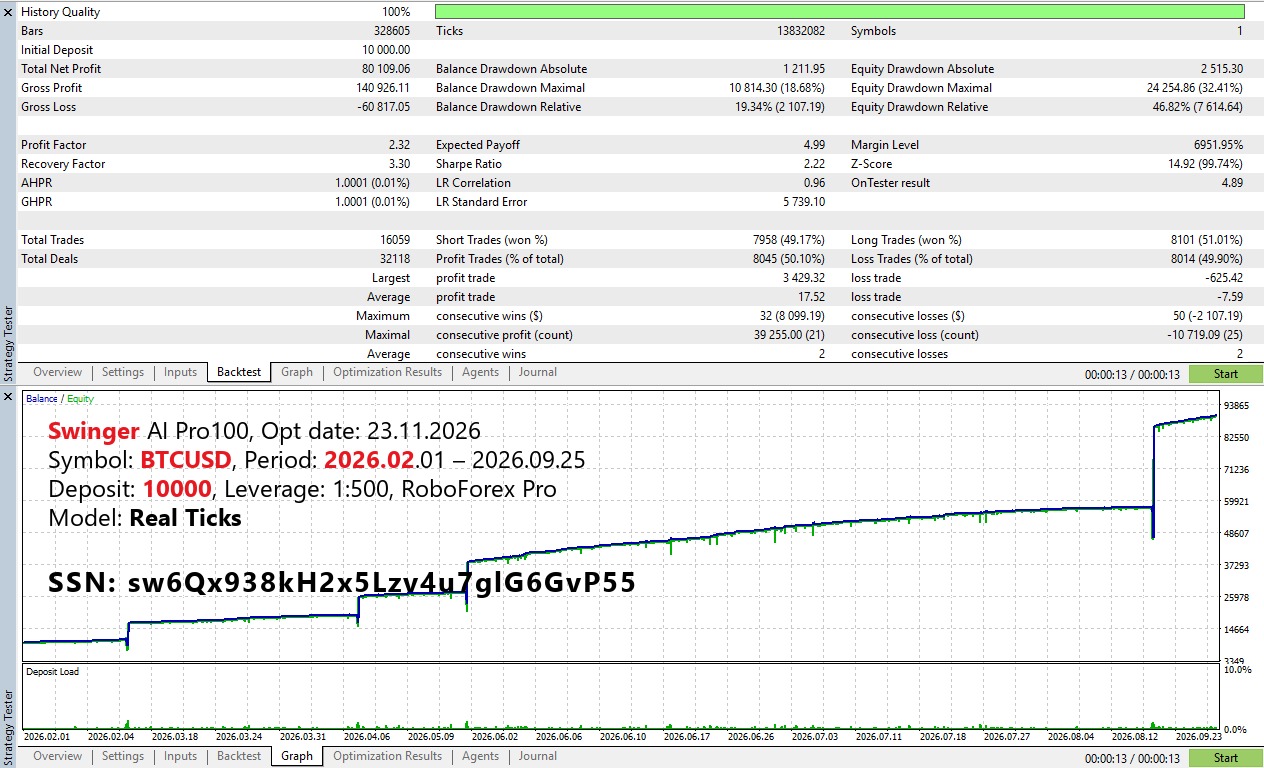 History Quality 100%
Bars 328605 Ticks 13832082 Symbols 1
Initial Deposit 10 000.00
Total Net Profit 80 109.06 Balance Drawdown Absolute 1 211.95 Equity Drawdown Absolute 2 515.30
Gross Profit 140 926.11 Balance Drawdown Maximal 10 814.30 (18.68%) Equity Drawdown Maximal 24 254.86 (32.41%)
Gross Loss -60 817.05 Balance Drawdown Relative 19.34% (2 107.19) Equity Drawdown Relative 46.82% (7 614.64)
Profit Factor 2.32 Expected Payoff 4.99 Margin Level 6951.95%
Recovery Factor 3.30 Sharpe Ratio 2.22 Z-Score 14.92 (99.74%)
AHPR 1.0001 (0.01%) LR Correlation 0.96 OnTester result 4.89
GHPR 1.0001 (0.01%) LR Standard Error 5 739.10
Total Trades 16059 Short Trades (won %) 7958 (49.17%) Long Trades (won %) 8101 (51.01%)
Total Deals 32118 Profit Trades (% of total) 8045 (50.10%) Loss Trades (% of total) 8014 (49.90%)
Largest profit trade 3 429.32 loss trade -625.42
Average profit trade 17.52 loss trade -7.59
Maximum consecutive wins ($) 32 (8 099.19) consecutive losses ($) 50 (-2 107.19)
Maximal consecutive profit (count) 39 255.00 (21) consecutive loss (count) -10 719.09 (25)
Average consecutive wins 2 consecutive losses 2
Strategy Tester
Overview Settings Inputs Backtest Graph Optimization Results Agents Journal 00:00:13 / 00:00:13 Start
Balance / Equity
Swinger AI Pro100, Opt date: 23.11.2026
Symbol: BTCUSD, Period: 2026.02.01 – 2026.09.25
Deposit: 10000, Leverage: 1:500, RoboForex Pro
Model: Real Ticks
SSN: sw6Qx938kH2x5Lzy4u7glG6GvP55
93865
82550
71236
59921
48607
37293
25978
14664
3349
Deposit Load
10.0%
0.0%
2026.02.01 2026.02.04 2026.03.18 2026.03.24 2026.03.31 2026.04.06 2026.05.29 2026.06.02 2026.06.06 2026.06.10 2026.06.17 2026.06.26 2026.07.03 2026.07.11 2026.07.18 2026.07.27 2026.08.04 2026.08.12 2026.09.23
Strategy Tester
Overview Settings Inputs Backtest Graph Optimization Results Agents Journal 00:00:13 / 00:00:13 Start